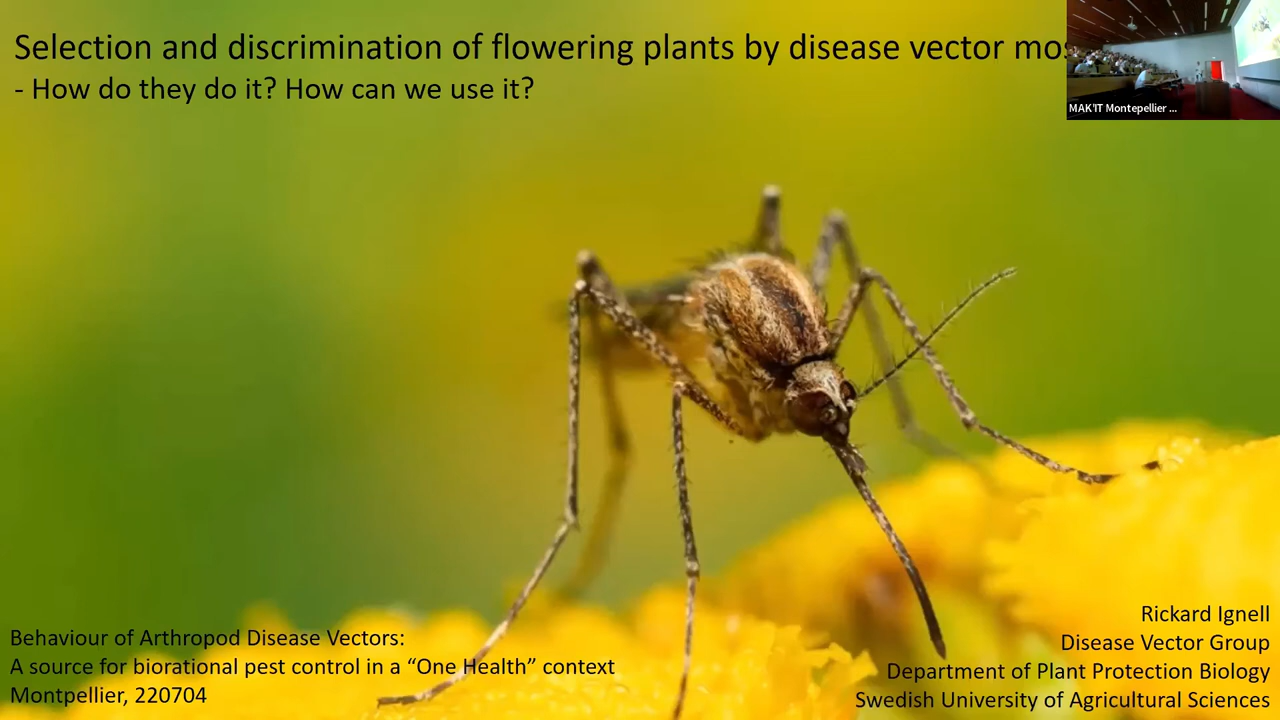 Selection and discrimination of flowering plants by disease vector
- How do they do it? How can we use it?
MAK'IT Montepellier ...
Behaviour of Arthropod Disease Vectors:
A source for biorational pest control in a “One Health” context
Montpellier, 220704
Rickard Ignell
Disease Vector Group
Department of Plant Protection Biology
Swedish University of Agricultural Sciences